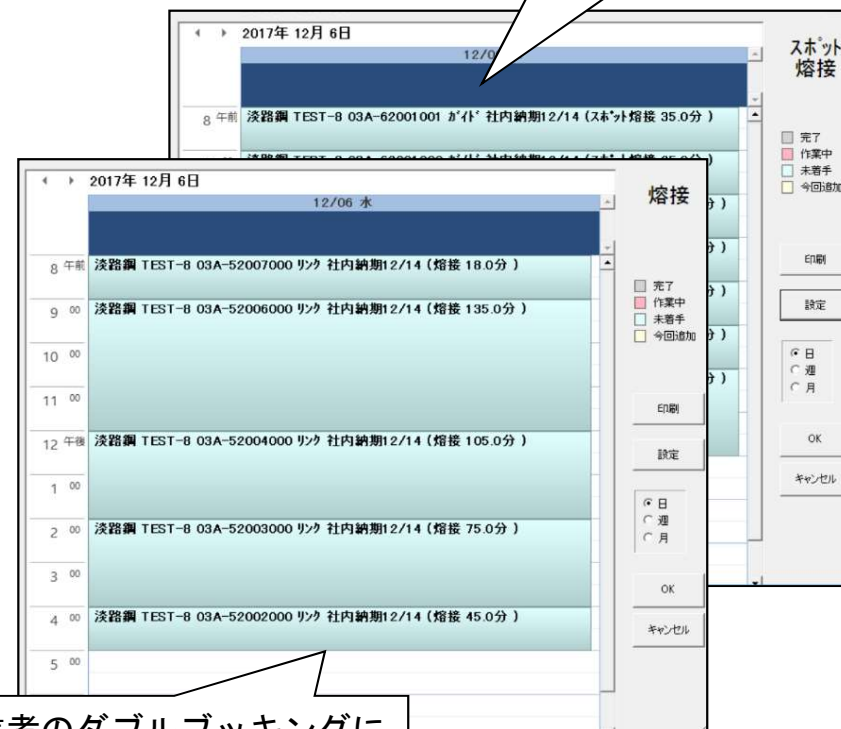 2017年 12月 6日
スポット
熔接
8 午前 淡路鋼 TEST-8 03A-62001001 ｶﾞｲﾄﾞ 社内納期12/14 (ｽﾎﾟｯﾄ熔接 35.0分 )
完了
作業中
未着手
今回追加
印刷
設定
日
週
月
OK
キャンセル
2017年 12月 6日
12/06 水
熔接
8 午前 淡路鋼 TEST-8 03A-52007000 ﾘﾝｸ 社内納期12/14 (熔接 18.0分 )
9 00 淡路鋼 TEST-8 03A-52006000 ﾘﾝｸ 社内納期12/14 (熔接 135.0分 )
10 00
11 00
12 午後 淡路鋼 TEST-8 03A-52004000 ﾘﾝｸ 社内納期12/14 (熔接 105.0分 )
1 00
2 00 淡路鋼 TEST-8 03A-52003000 ﾘﾝｸ 社内納期12/14 (熔接 75.0分 )
3 00
4 00 淡路鋼 TEST-8 03A-52002000 ﾘﾝｸ 社内納期12/14 (熔接 45.0分 )
5 00
完了
作業中
未着手
今回追加
印刷
設定
日
週
月
OK
キャンセル
者のダブルブッキングに